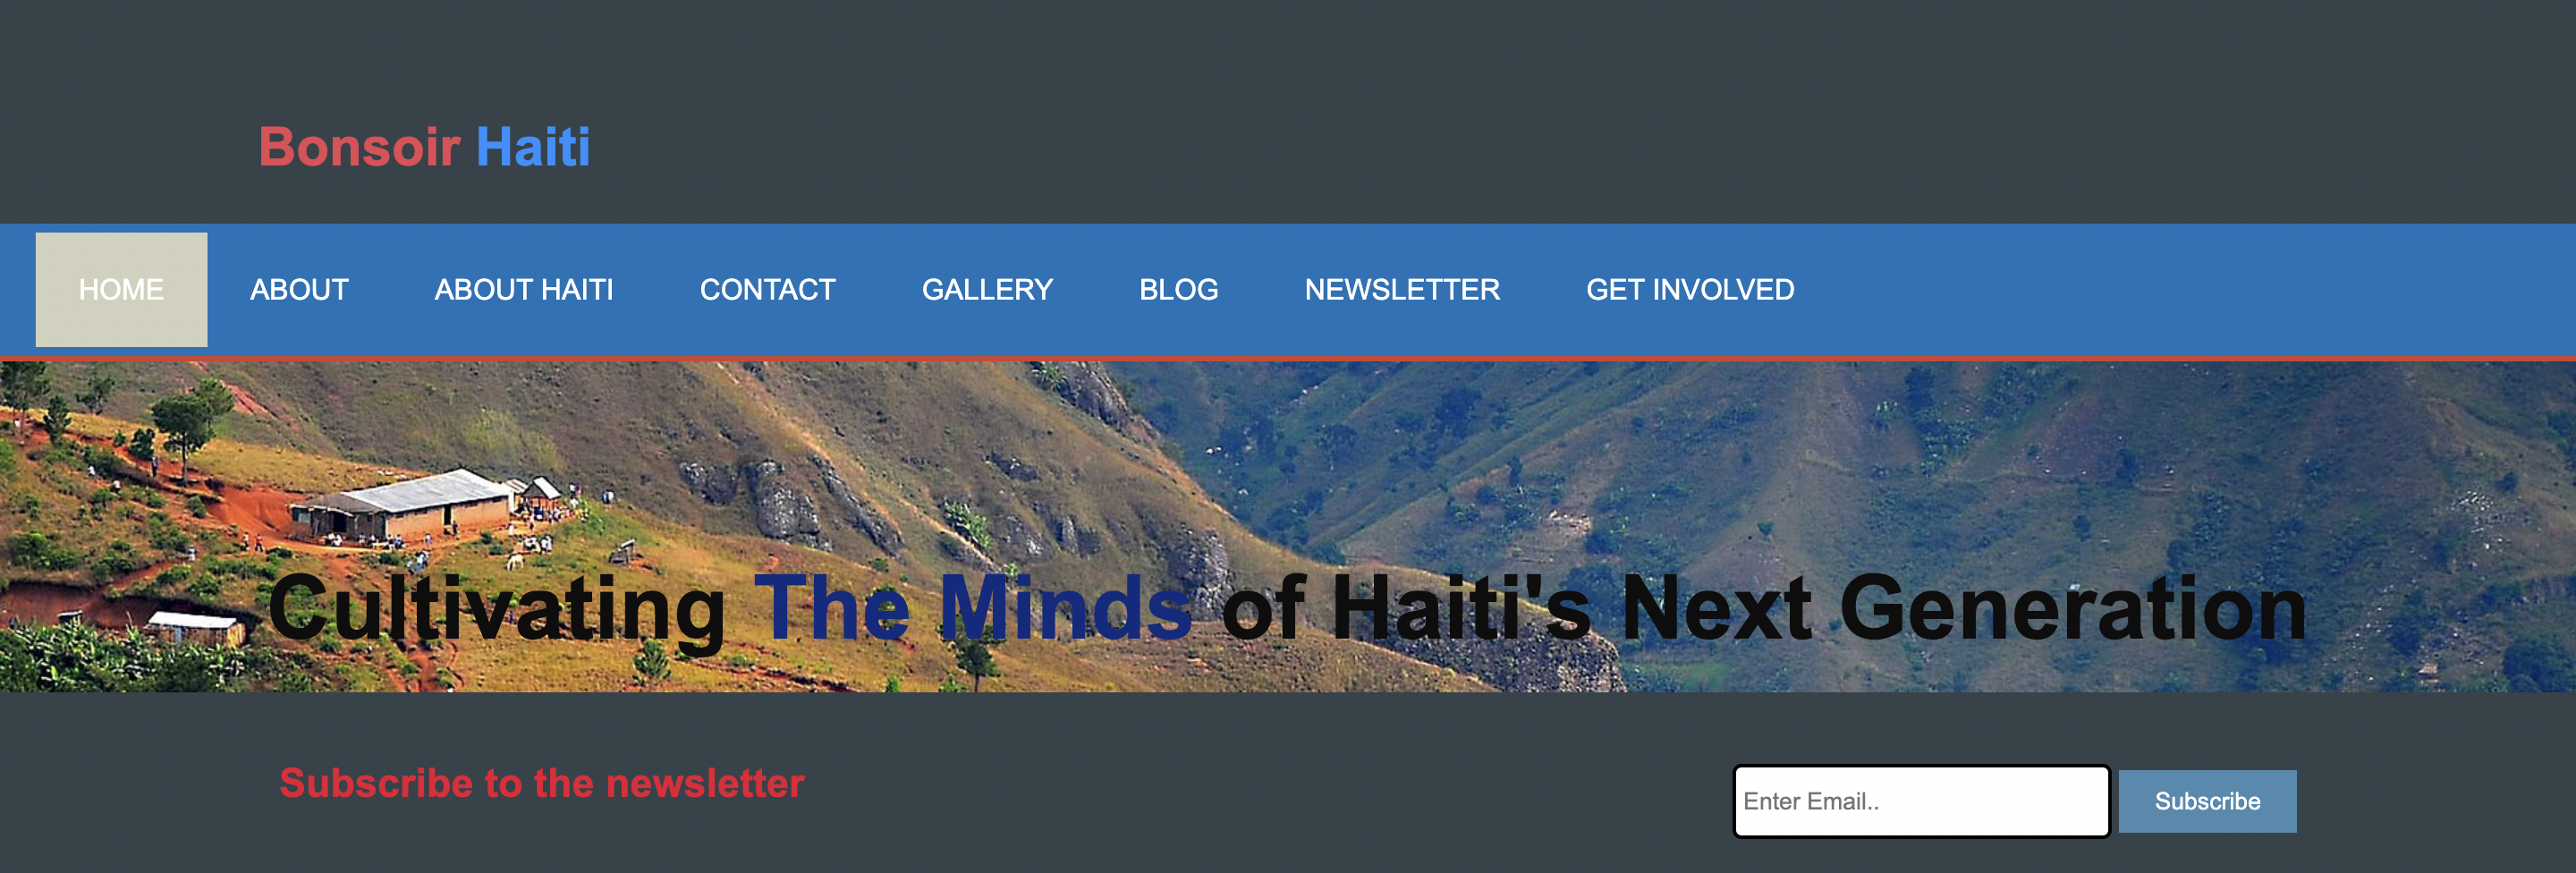 Bonsoir Haiti
HOME ABOUT ABOUT HAITI CONTACT GALLERY BLOG NEWSLETTER GET INVOLVED
Cultivating The Minds of Haiti's Next Generation
Subscribe to the newsletter
Enter Email.. Subscribe